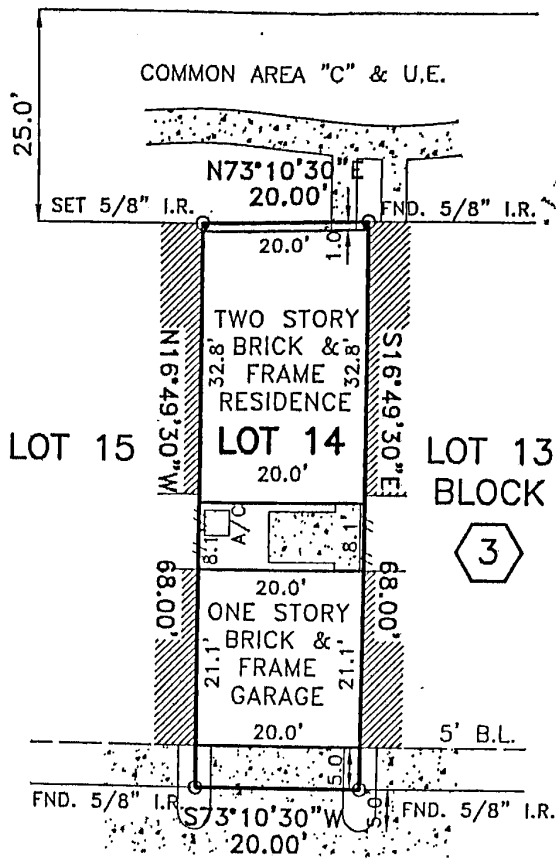 COMMON AREA "C" & U.E.
25.0'
N73°10'30"E
20.00'
SET 5/8" I.R.
FND. 5/8" I.R.
20.0'
1.0'
TWO STORY
BRICK &
FRAME
RESIDENCE
32.8'
32.8'
N16°49'30"W
S16°49'30"E
LOT 15
LOT 14
LOT 13
BLOCK
3
20.0'
8.1'
A/C
8.1'
20.0'
68.00'
68.00'
ONE STORY
BRICK &
FRAME
GARAGE
21.1'
21.1'
20.0'
5' B.L.
5.0
5.0
FND. 5/8" I.R.
FND. 5/8" I.R.
S73°10'30"W
20.00'